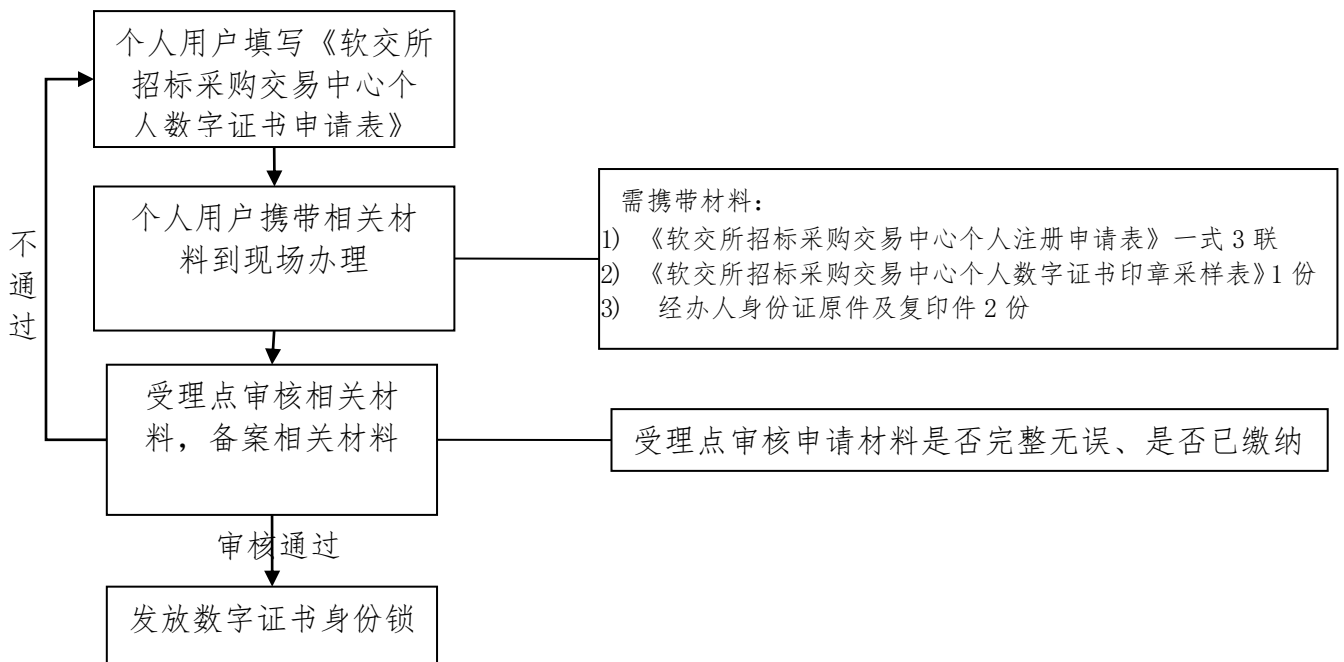 个人用户填写《软交所
招标采购交易中心个
人数字证书申请表》
个人用户携带相关材
料到现场办理
需携带材料：
1) 《软交所招标采购交易中心个人注册申请表》一式 3 联
2) 《软交所招标采购交易中心个人数字证书印章采样表》1 份
3) 经办人身份证原件及复印件 2 份
不
通
过
受理点审核相关材
料，备案相关材料
受理点审核申请材料是否完整无误、是否已缴纳
审核通过
发放数字证书身份锁